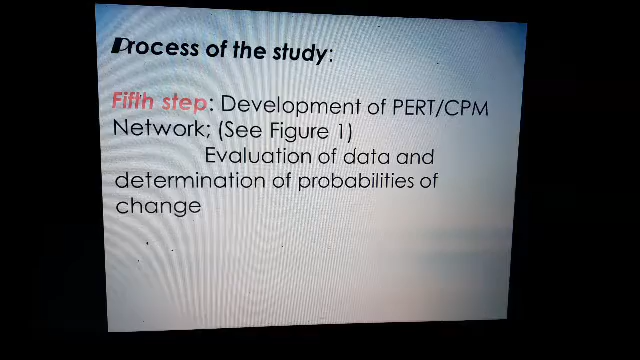 Process of the study:
Fifth step: Development of PERT/CPM
Network; (See Figure 1)
Evaluation of data and
determination of probabilities of
change